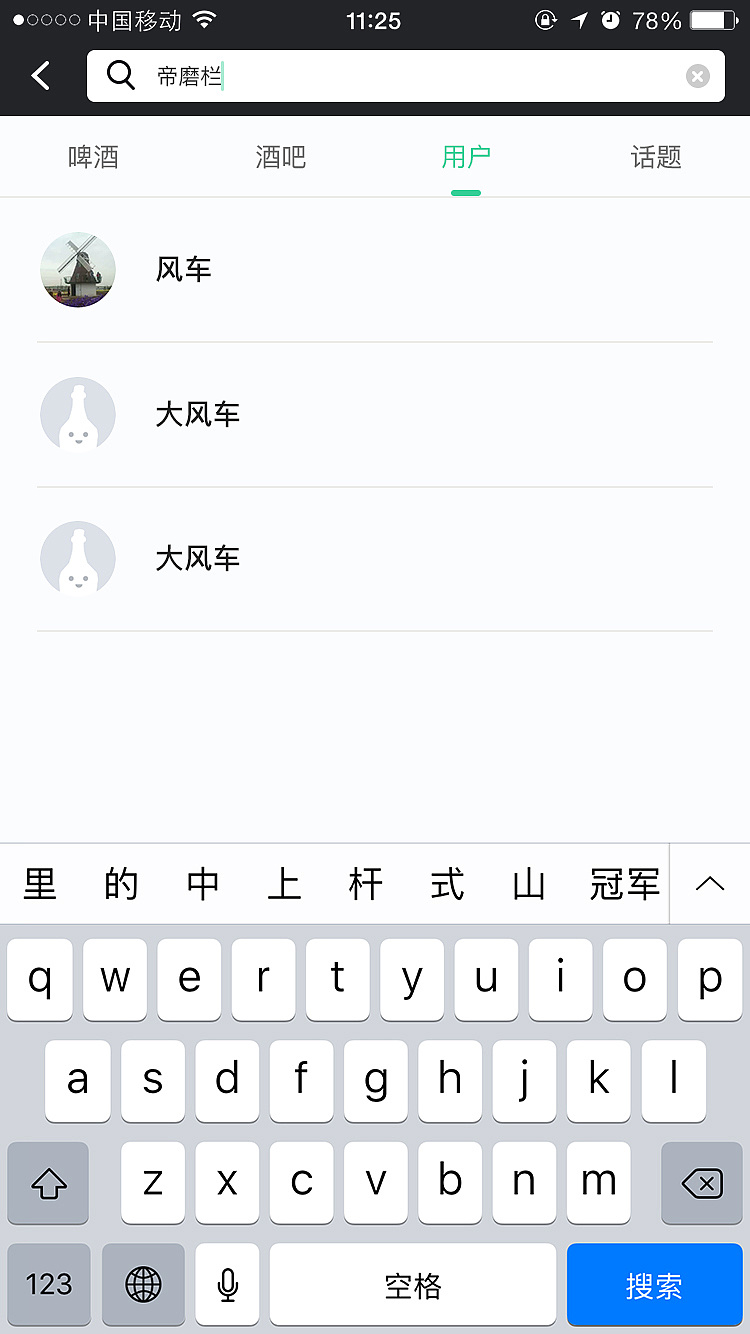 中国移动 11:25 78%
帝磨栏
啤酒 酒吧 用户 话题
风车
大风车
大风车
里 的 中 上 杆 式 山 冠军
q w e r t y u i o p
a s d f g h j k l
z x c v b n m
123 空格 搜索